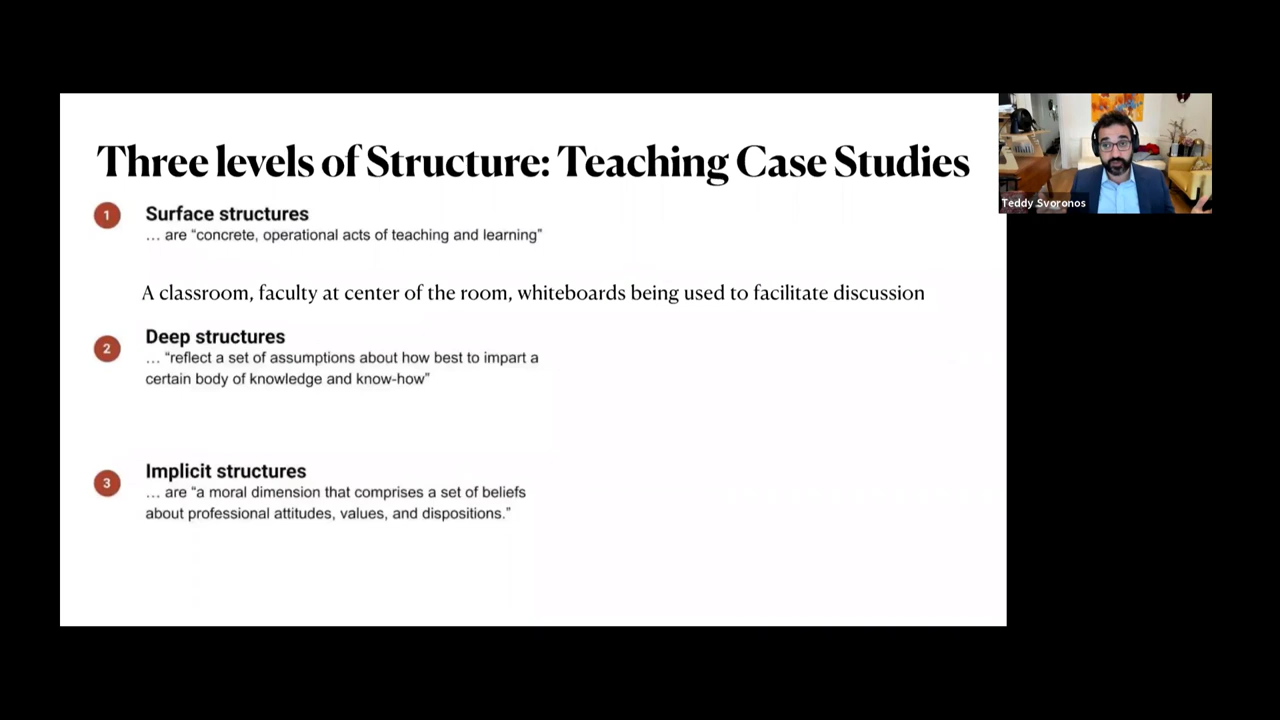 Three levels of Structure: Teaching Case Studies
1
Surface structures
… are “concrete, operational acts of teaching and learning”
A classroom, faculty at center of the room, whiteboards being used to facilitate discussion
2
Deep structures
… “reflect a set of assumptions about how best to impart a
certain body of knowledge and know-how”
3
Implicit structures
… are “a moral dimension that comprises a set of beliefs
about professional attitudes, values, and dispositions.”
Teddy Svoronos